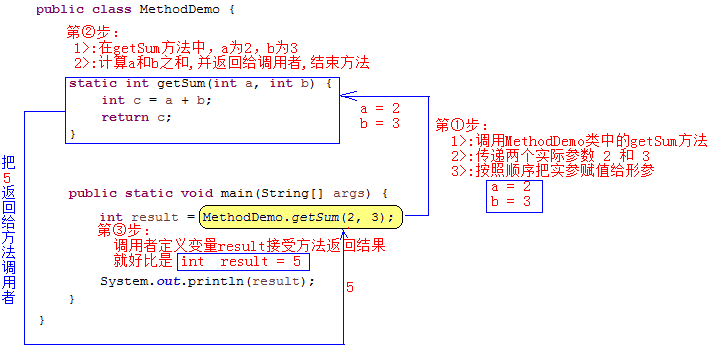 public class MethodDemo {
第②步：
1>:在getSum方法中，a为2，b为3
2>:计算a和b之和,并返回给调用者,结束方法
static int getSum(int a, int b) {
int c = a + b;
return c;
}
a = 2
b = 3
第①步：
1>:调用MethodDemo类中的getSum方法
2>:传递两个实际参数 2 和 3
3>:按照顺序把实参赋值给形参
a = 2
b = 3
把5返回给方法调用者
public static void main(String[] args) {
int result = MethodDemo.getSum(2, 3);
第③步：
调用者定义变量result接受方法返回结果
就好比是 int result = 5
System.out.println(result);
5
}
}